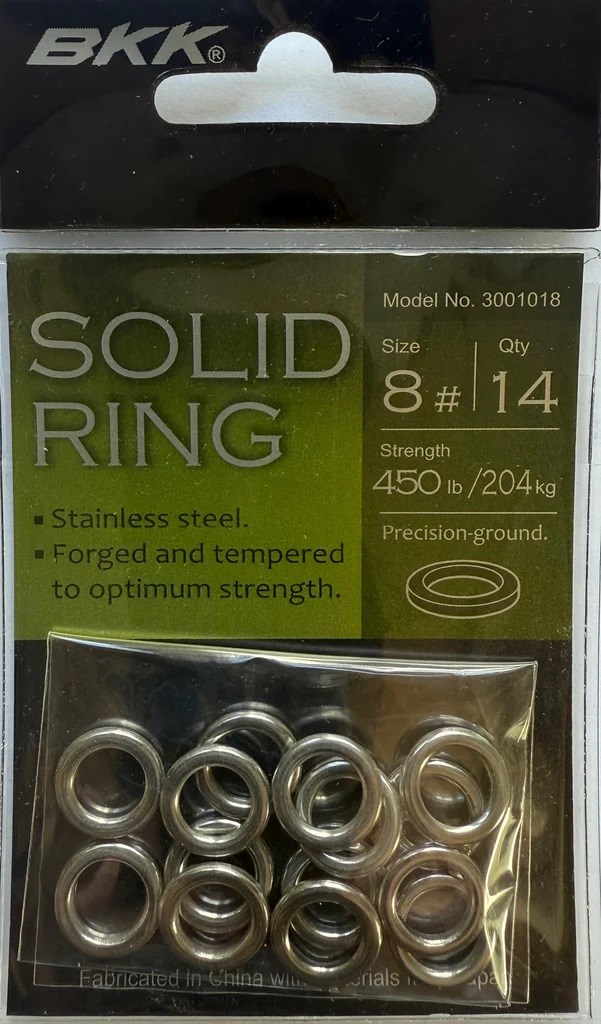 BKK®
Model No. 3001018
SOLID
RING
Size
Qty
8 #
14
Strength
450 lb /204 kg
Precision-ground.
▪ Stainless steel.
▪ Forged and tempered
to optimum strength.
Fabricated in China